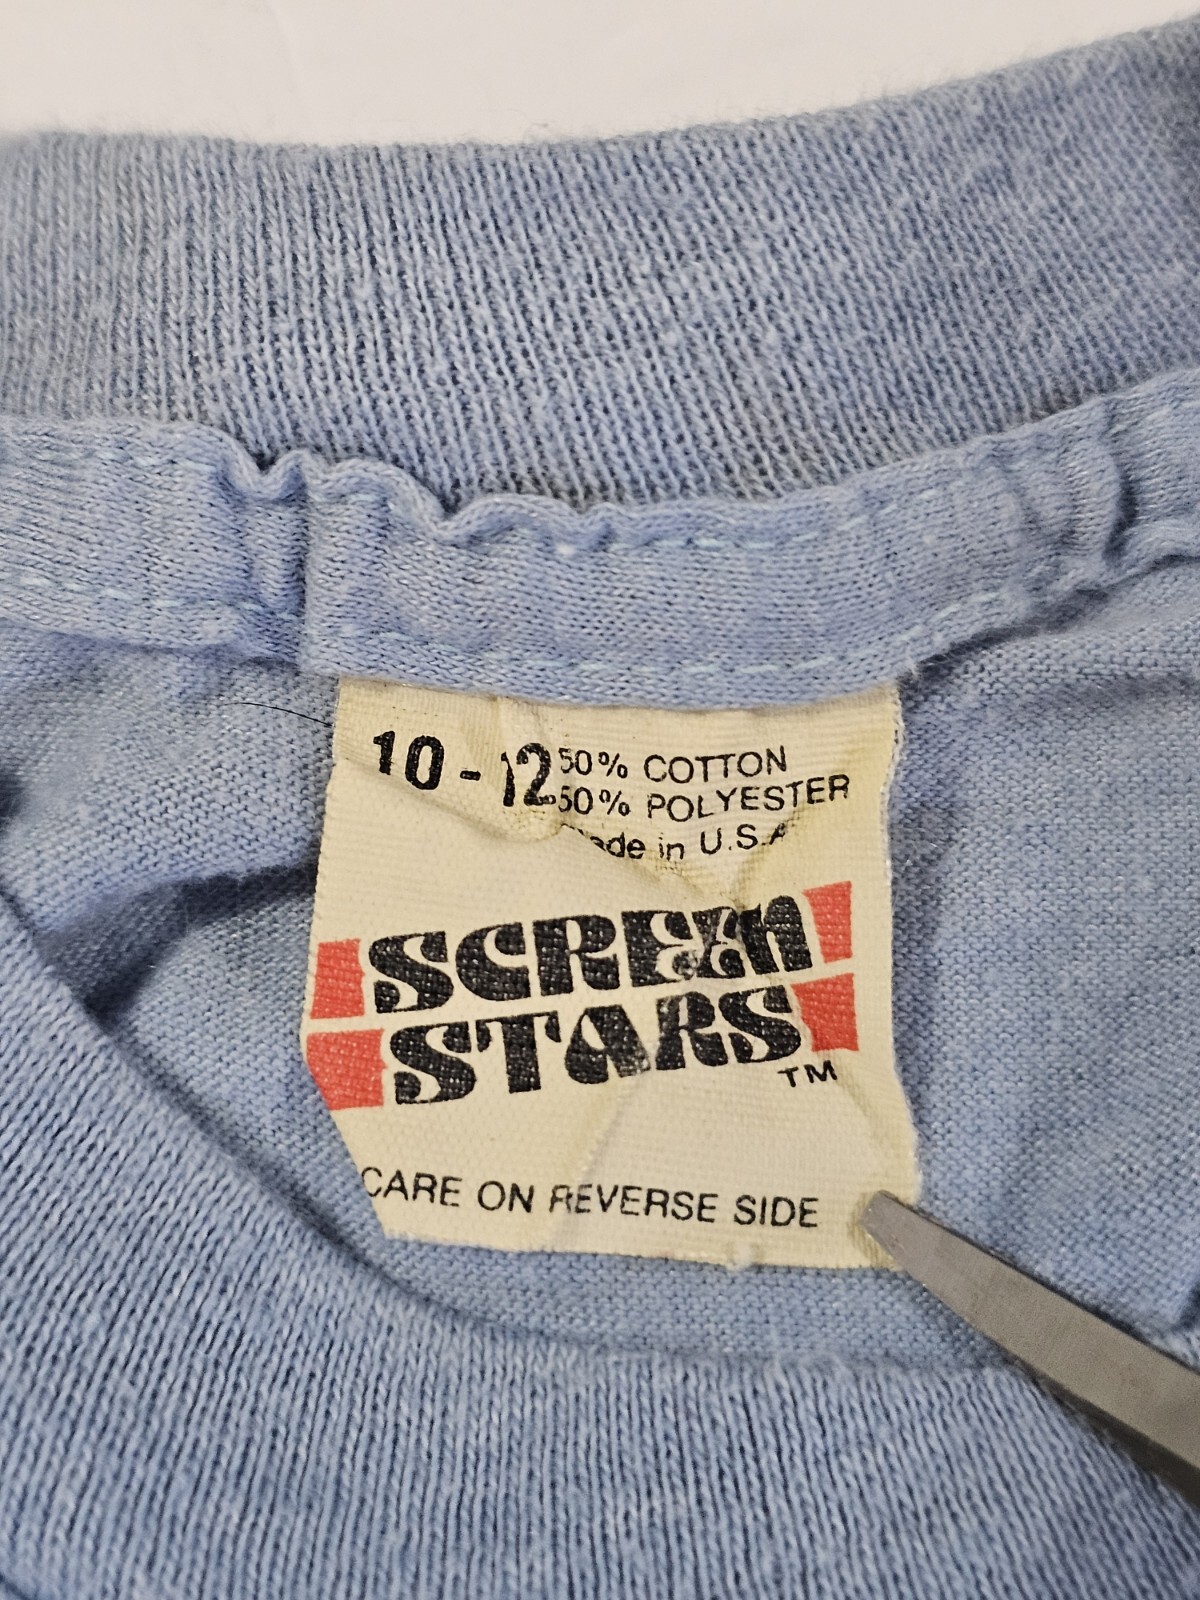 10-12
50% COTTON
50% POLYESTER
Made in U.S.A
SCREEN
STARS
TM
CARE ON REVERSE SIDE